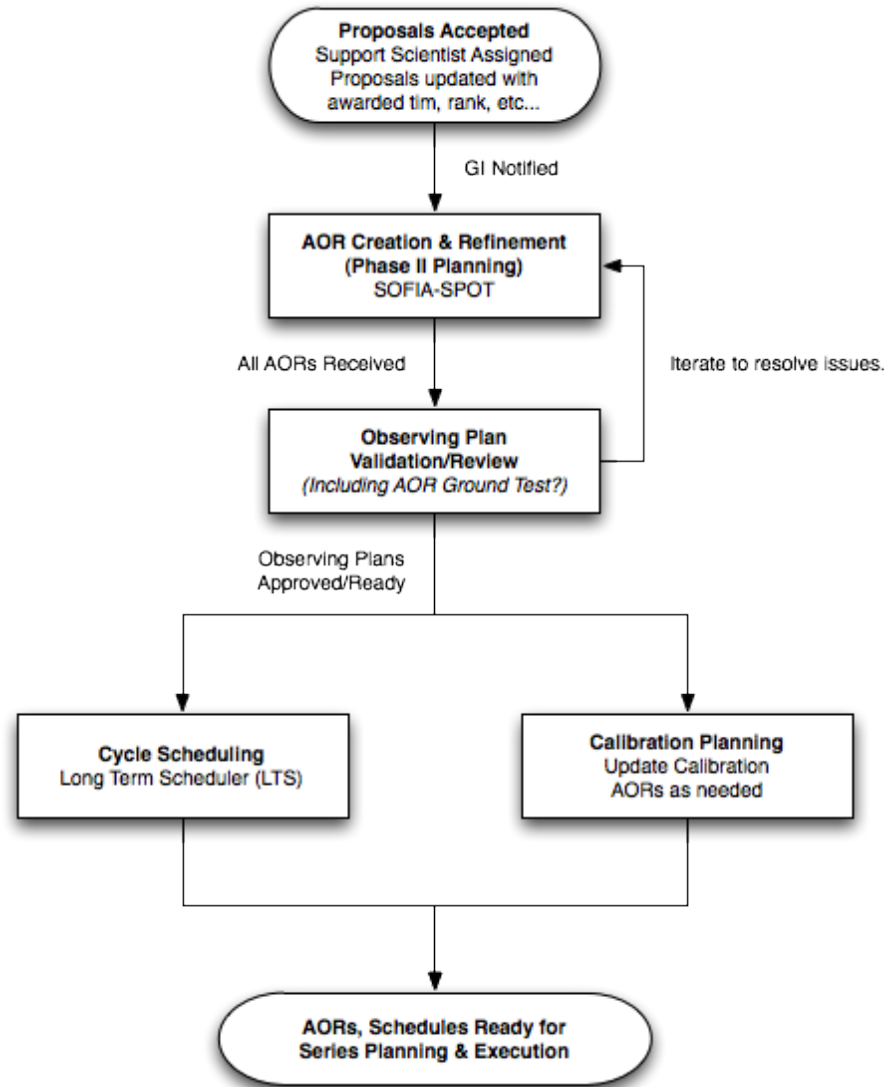 Proposals Accepted
Support Scientist Assigned
Proposals updated with
awarded tim, rank, etc...
GI Notified
AOR Creation & Refinement
(Phase II Planning)
SOFIA-SPOT
All AORs Received
Iterate to resolve issues.
Observing Plan
Validation/Review
(Including AOR Ground Test?)
Observing Plans
Approved/Ready
Cycle Scheduling
Long Term Scheduler (LTS)
Calibration Planning
Update Calibration
AORs as needed
AORs, Schedules Ready for
Series Planning & Execution